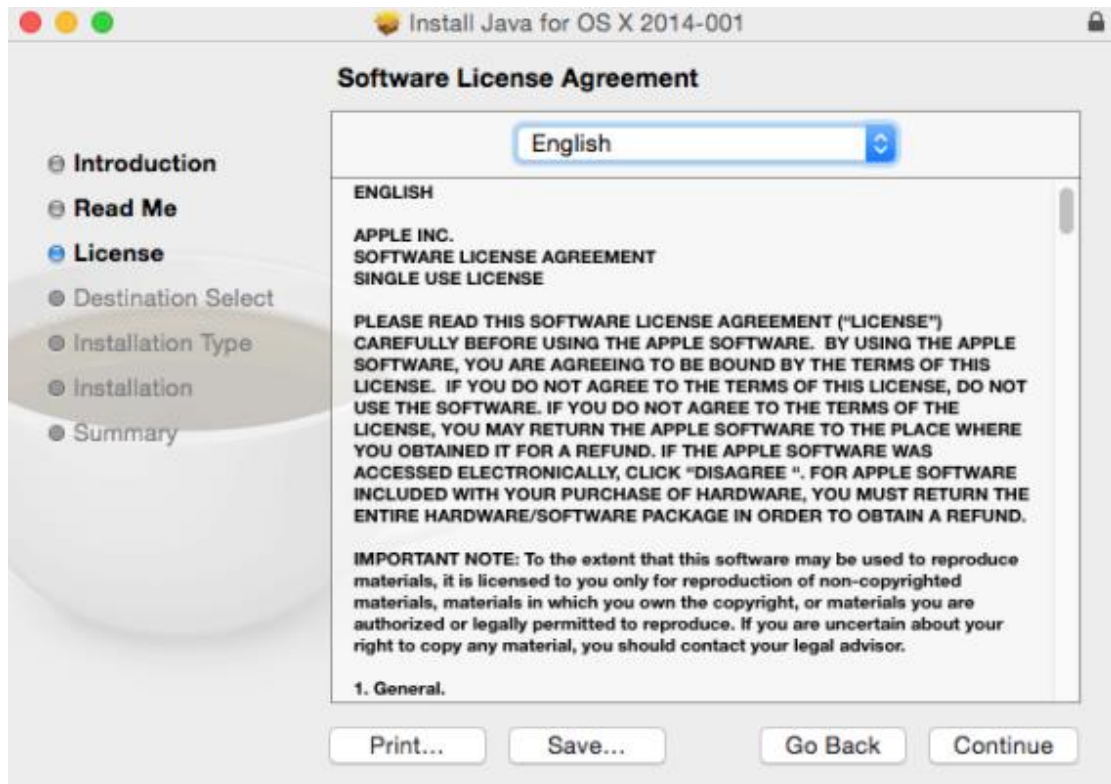 Install Java for OS X 2014-001
Software License Agreement
Introduction
Read Me
License
Destination Select
Installation Type
Installation
Summary
English
ENGLISH
APPLE INC.
SOFTWARE LICENSE AGREEMENT
SINGLE USE LICENSE
PLEASE READ THIS SOFTWARE LICENSE AGREEMENT (“LICENSE”)
CAREFULLY BEFORE USING THE APPLE SOFTWARE.  BY USING THE APPLE
SOFTWARE, YOU ARE AGREEING TO BE BOUND BY THE TERMS OF THIS
LICENSE.  IF YOU DO NOT AGREE TO THE TERMS OF THIS LICENSE, DO NOT
USE THE SOFTWARE. IF YOU DO NOT AGREE TO THE TERMS OF THE
LICENSE, YOU MAY RETURN THE APPLE SOFTWARE TO THE PLACE WHERE
YOU OBTAINED IT FOR A REFUND. IF THE APPLE SOFTWARE WAS
ACCESSED ELECTRONICALLY, CLICK “DISAGREE “. FOR APPLE SOFTWARE
INCLUDED WITH YOUR PURCHASE OF HARDWARE, YOU MUST RETURN THE
ENTIRE HARDWARE/SOFTWARE PACKAGE IN ORDER TO OBTAIN A REFUND.
IMPORTANT NOTE: To the extent that this software may be used to reproduce
materials, it is licensed to you only for reproduction of non-copyrighted
materials, materials in which you own the copyright, or materials you are
authorized or legally permitted to reproduce. If you are uncertain about your
right to copy any material, you should contact your legal advisor.
1. General.
Print...
Save...
Go Back
Continue